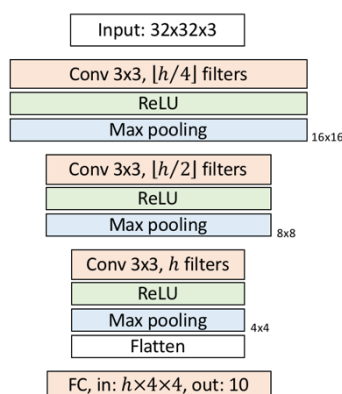 Input: 32x32x3
Conv 3x3, ⌊h/4⌋ filters
ReLU
Max pooling
16x16
Conv 3x3, ⌊h/2⌋ filters
ReLU
Max pooling
8x8
Conv 3x3, h filters
ReLU
Max pooling
4x4
Flatten
FC, in: h×4×4, out: 10